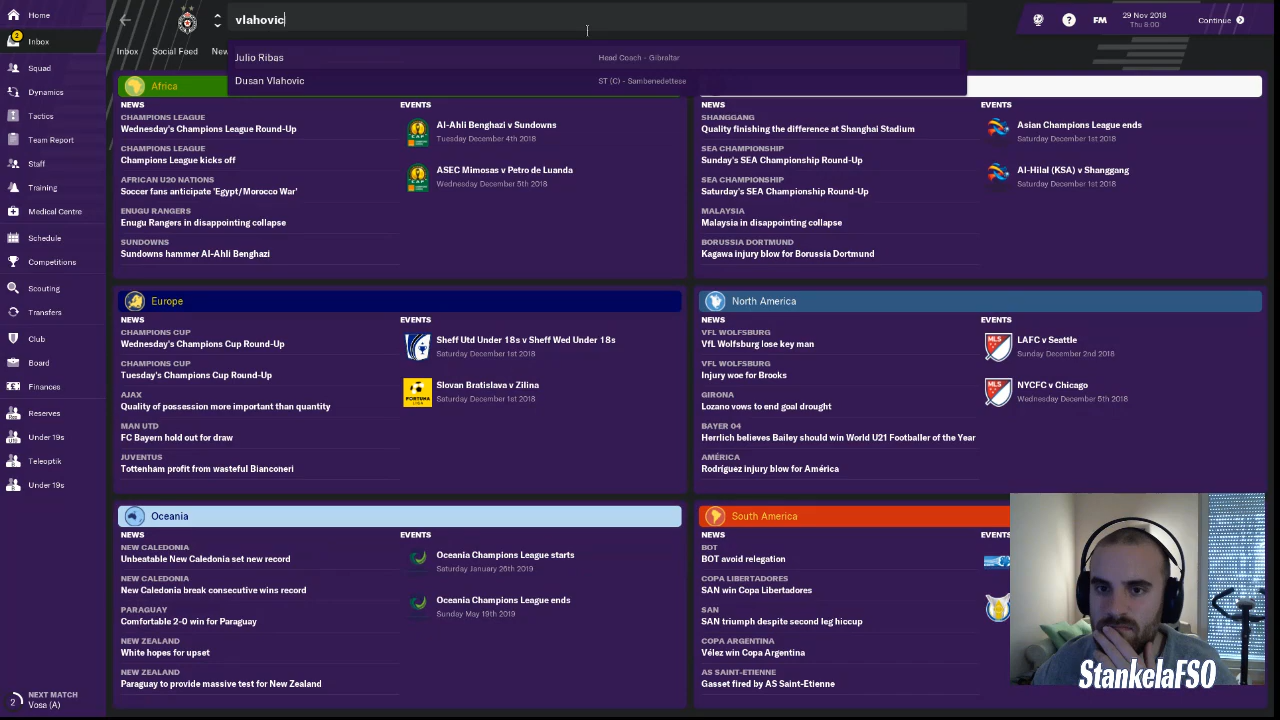 Home
vlahovic
29 Nov 2018
Thu 8:00
FM
Continue
2
Inbox
Inbox Social Feed
Julio Ribas Head Coach - Gibraltar
Dusan Vlahovic ST (C) - Sambenedettese
Squad
Dynamics
Tactics
Team Report
Staff
Training
Medical Centre
Schedule
Competitions
Scouting
Transfers
Club
Board
Finances
Reserves
Under 19s
Teleoptik
Under 19s
2
NEXT MATCH
Vosa (A)
Africa
NEWS
CHAMPIONS LEAGUE
Wednesday's Champions League Round-Up
CHAMPIONS LEAGUE
Champions League kicks off
AFRICAN U20 NATIONS
Soccer fans anticipate 'Egypt/Morocco War'
ENUGU RANGERS
Enugu Rangers in disappointing collapse
SUNDOWNS
Sundowns hammer Al-Ahli Benghazi
EVENTS
Al-Ahli Benghazi v Sundowns
Tuesday December 4th 2018
ASEC Mimosas v Petro de Luanda
Wednesday December 5th 2018
NEWS
SHANGGANG
Quality finishing the difference at Shanghai Stadium
SEA CHAMPIONSHIP
Sunday's SEA Championship Round-Up
SEA CHAMPIONSHIP
Saturday's SEA Championship Round-Up
MALAYSIA
Malaysia in disappointing collapse
BORUSSIA DORTMUND
Kagawa injury blow for Borussia Dortmund
EVENTS
Asian Champions League ends
Saturday December 1st 2018
Al-Hilal (KSA) v Shanggang
Saturday December 1st 2018
Europe
NEWS
CHAMPIONS CUP
Wednesday's Champions Cup Round-Up
CHAMPIONS CUP
Tuesday's Champions Cup Round-Up
AJAX
Quality of possession more important than quantity
MAN UTD
FC Bayern hold out for draw
JUVENTUS
Tottenham profit from wasteful Bianconeri
EVENTS
Sheff Utd Under 18s v Sheff Wed Under 18s
Saturday December 1st 2018
Slovan Bratislava v Zilina
Saturday December 1st 2018
North America
NEWS
VFL WOLFSBURG
VfL Wolfsburg lose key man
VFL WOLFSBURG
Injury woe for Brooks
GIRONA
Lozano vows to end goal drought
BAYER 04
Herrlich believes Bailey should win World U21 Footballer of the Year
AMÉRICA
Rodríguez injury blow for América
EVENTS
LAFC v Seattle
Sunday December 2nd 2018
NYCFC v Chicago
Wednesday December 5th 2018
Oceania
NEWS
NEW CALEDONIA
Unbeatable New Caledonia set new record
NEW CALEDONIA
New Caledonia break consecutive wins record
PARAGUAY
Comfortable 2-0 win for Paraguay
NEW ZEALAND
White hopes for upset
NEW ZEALAND
Paraguay to provide massive test for New Zealand
EVENTS
Oceania Champions League starts
Saturday January 26th 2019
Oceania Champions League ends
Sunday May 19th 2019
South America
NEWS
BOT
BOT avoid relegation
COPA LIBERTADORES
SAN win Copa Libertadores
SAN
SAN triumph despite second leg hiccup
COPA ARGENTINA
Vélez win Copa Argentina
AS SAINT-ETIENNE
Gasset fired by AS Saint-Etienne
StankelaFSO